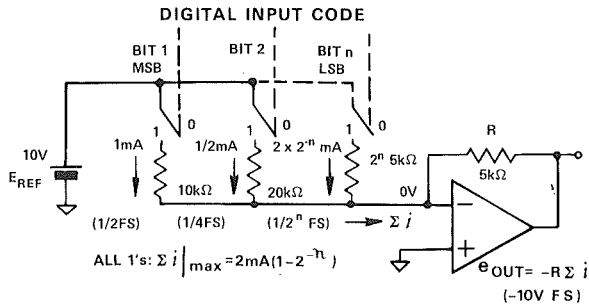 DIGITAL INPUT CODE
BIT 1
MSB
BIT 2
BIT n
LSB
0
0
0
1
1
1
10V
E_REF
1mA
1/2mA
2 x 2^-n mA
10kΩ
20kΩ
2^n 5kΩ
R
5kΩ
0V
−
+
(1/2FS)
(1/4FS)
(1/2^n FS)
Σ i
ALL 1's: Σ i|max = 2mA(1-2^-n)
e_OUT = -R Σ i
(-10V FS)